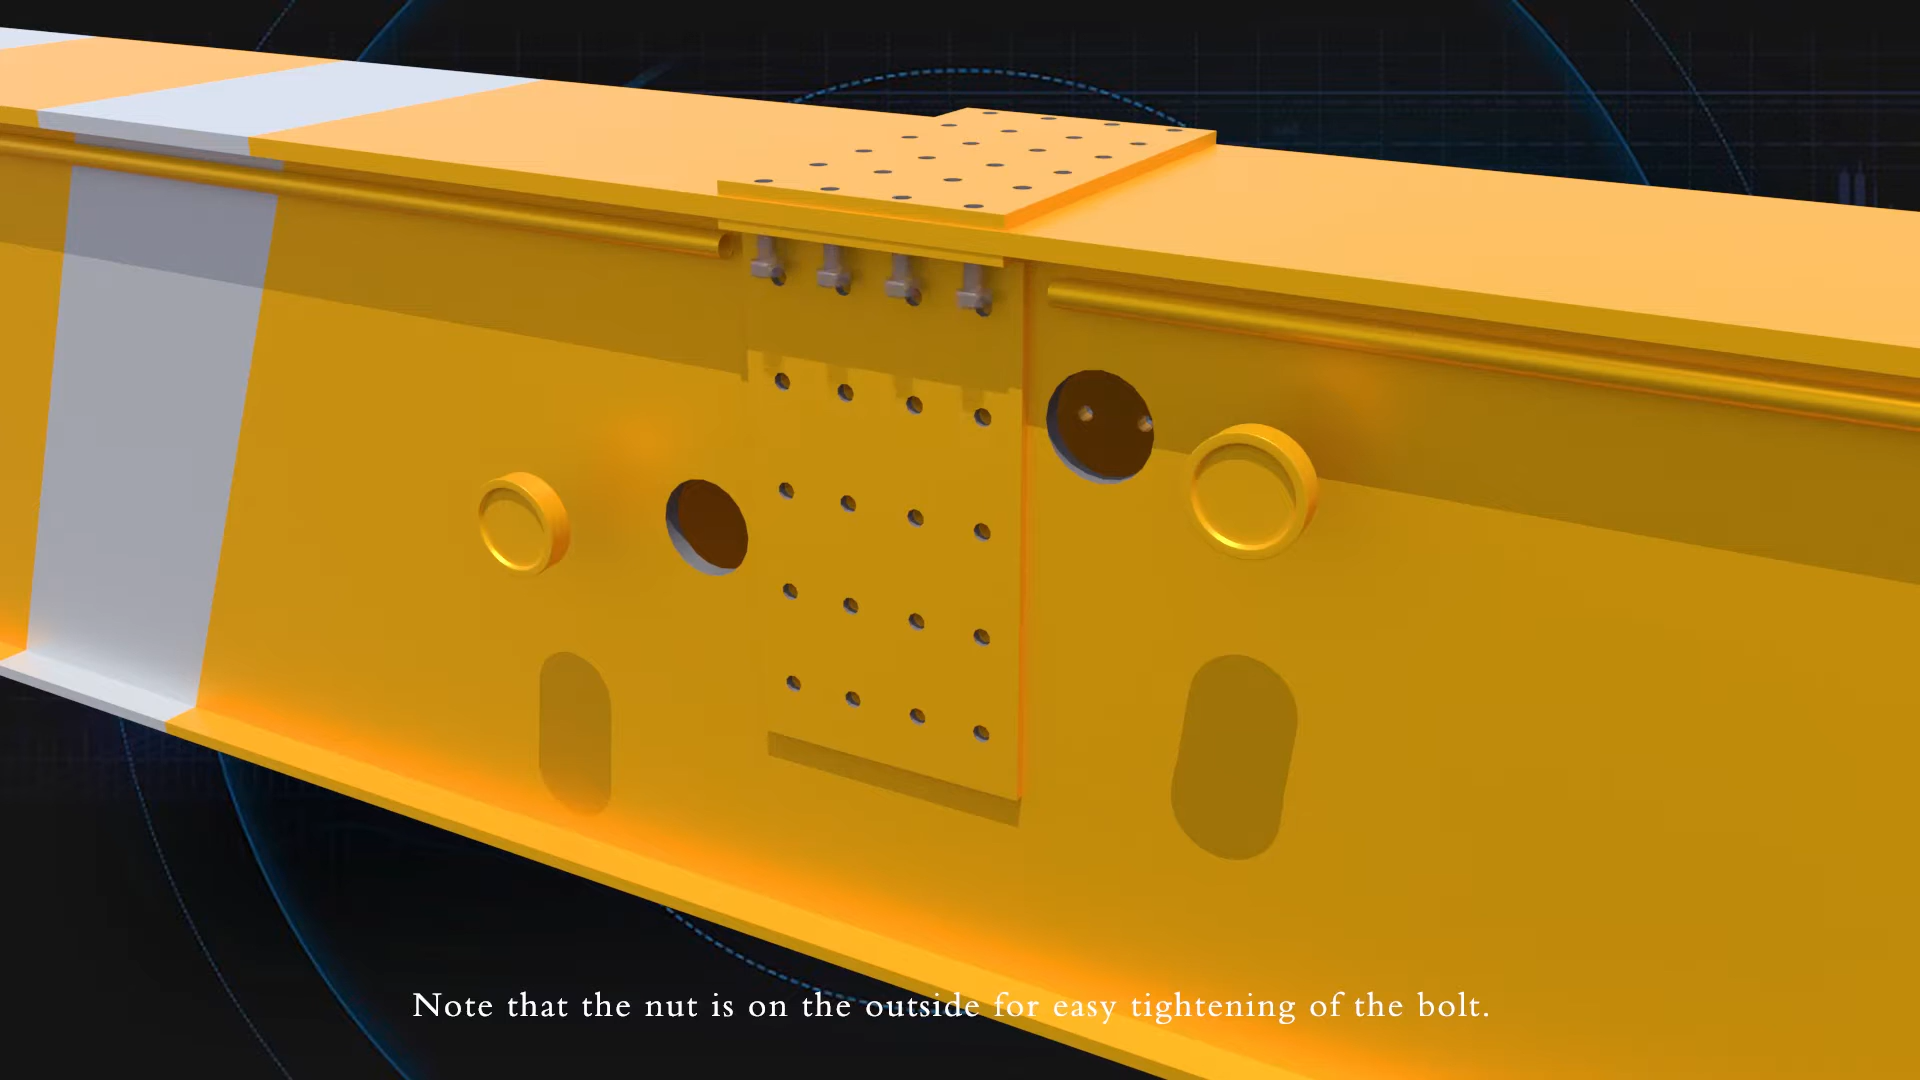 Note that the nut is on the outside for easy tightening of the bolt.